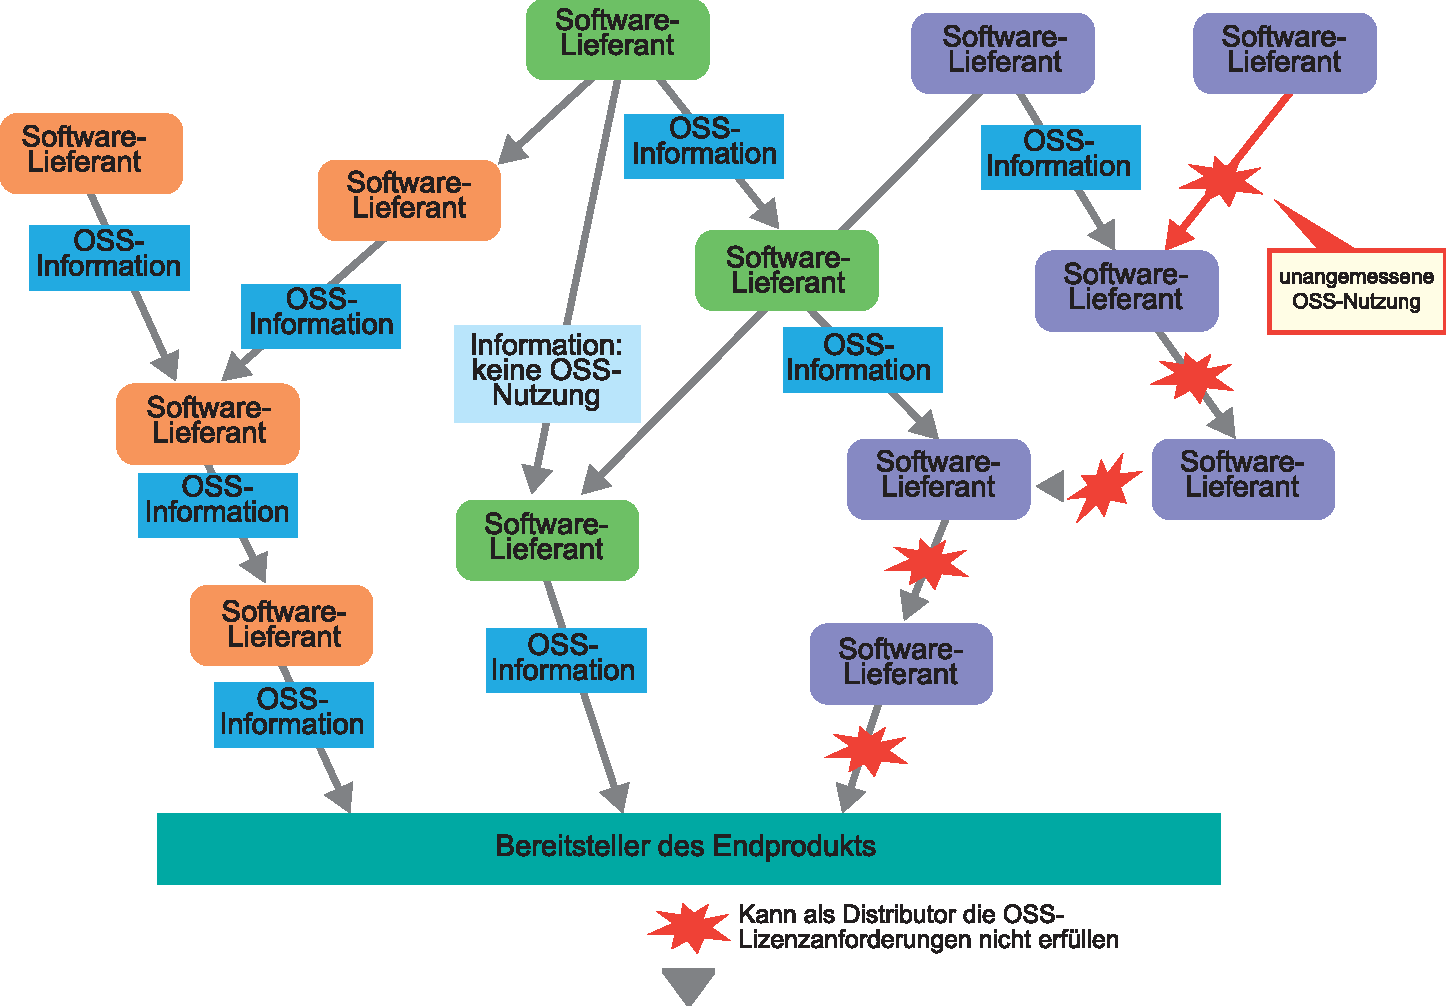 Software-
Lieferant
Software-
Lieferant
Software-
Lieferant
Software-
Lieferant
OSS-
Information
OSS-
Information
Software-
Lieferant
OSS-
Information
OSS-
Information
Software-
Lieferant
Software-
Lieferant
unangemessene
OSS-Nutzung
OSS-
Information
Information:
keine OSS-
Nutzung
OSS-
Information
Software-
Lieferant
OSS-
Information
Software-
Lieferant
Software-
Lieferant
Software-
Lieferant
Software-
Lieferant
OSS-
Information
Software-
Lieferant
OSS-
Information
Bereitsteller des Endprodukts
Kann als Distributor die OSS-
Lizenzanforderungen nicht erfüllen